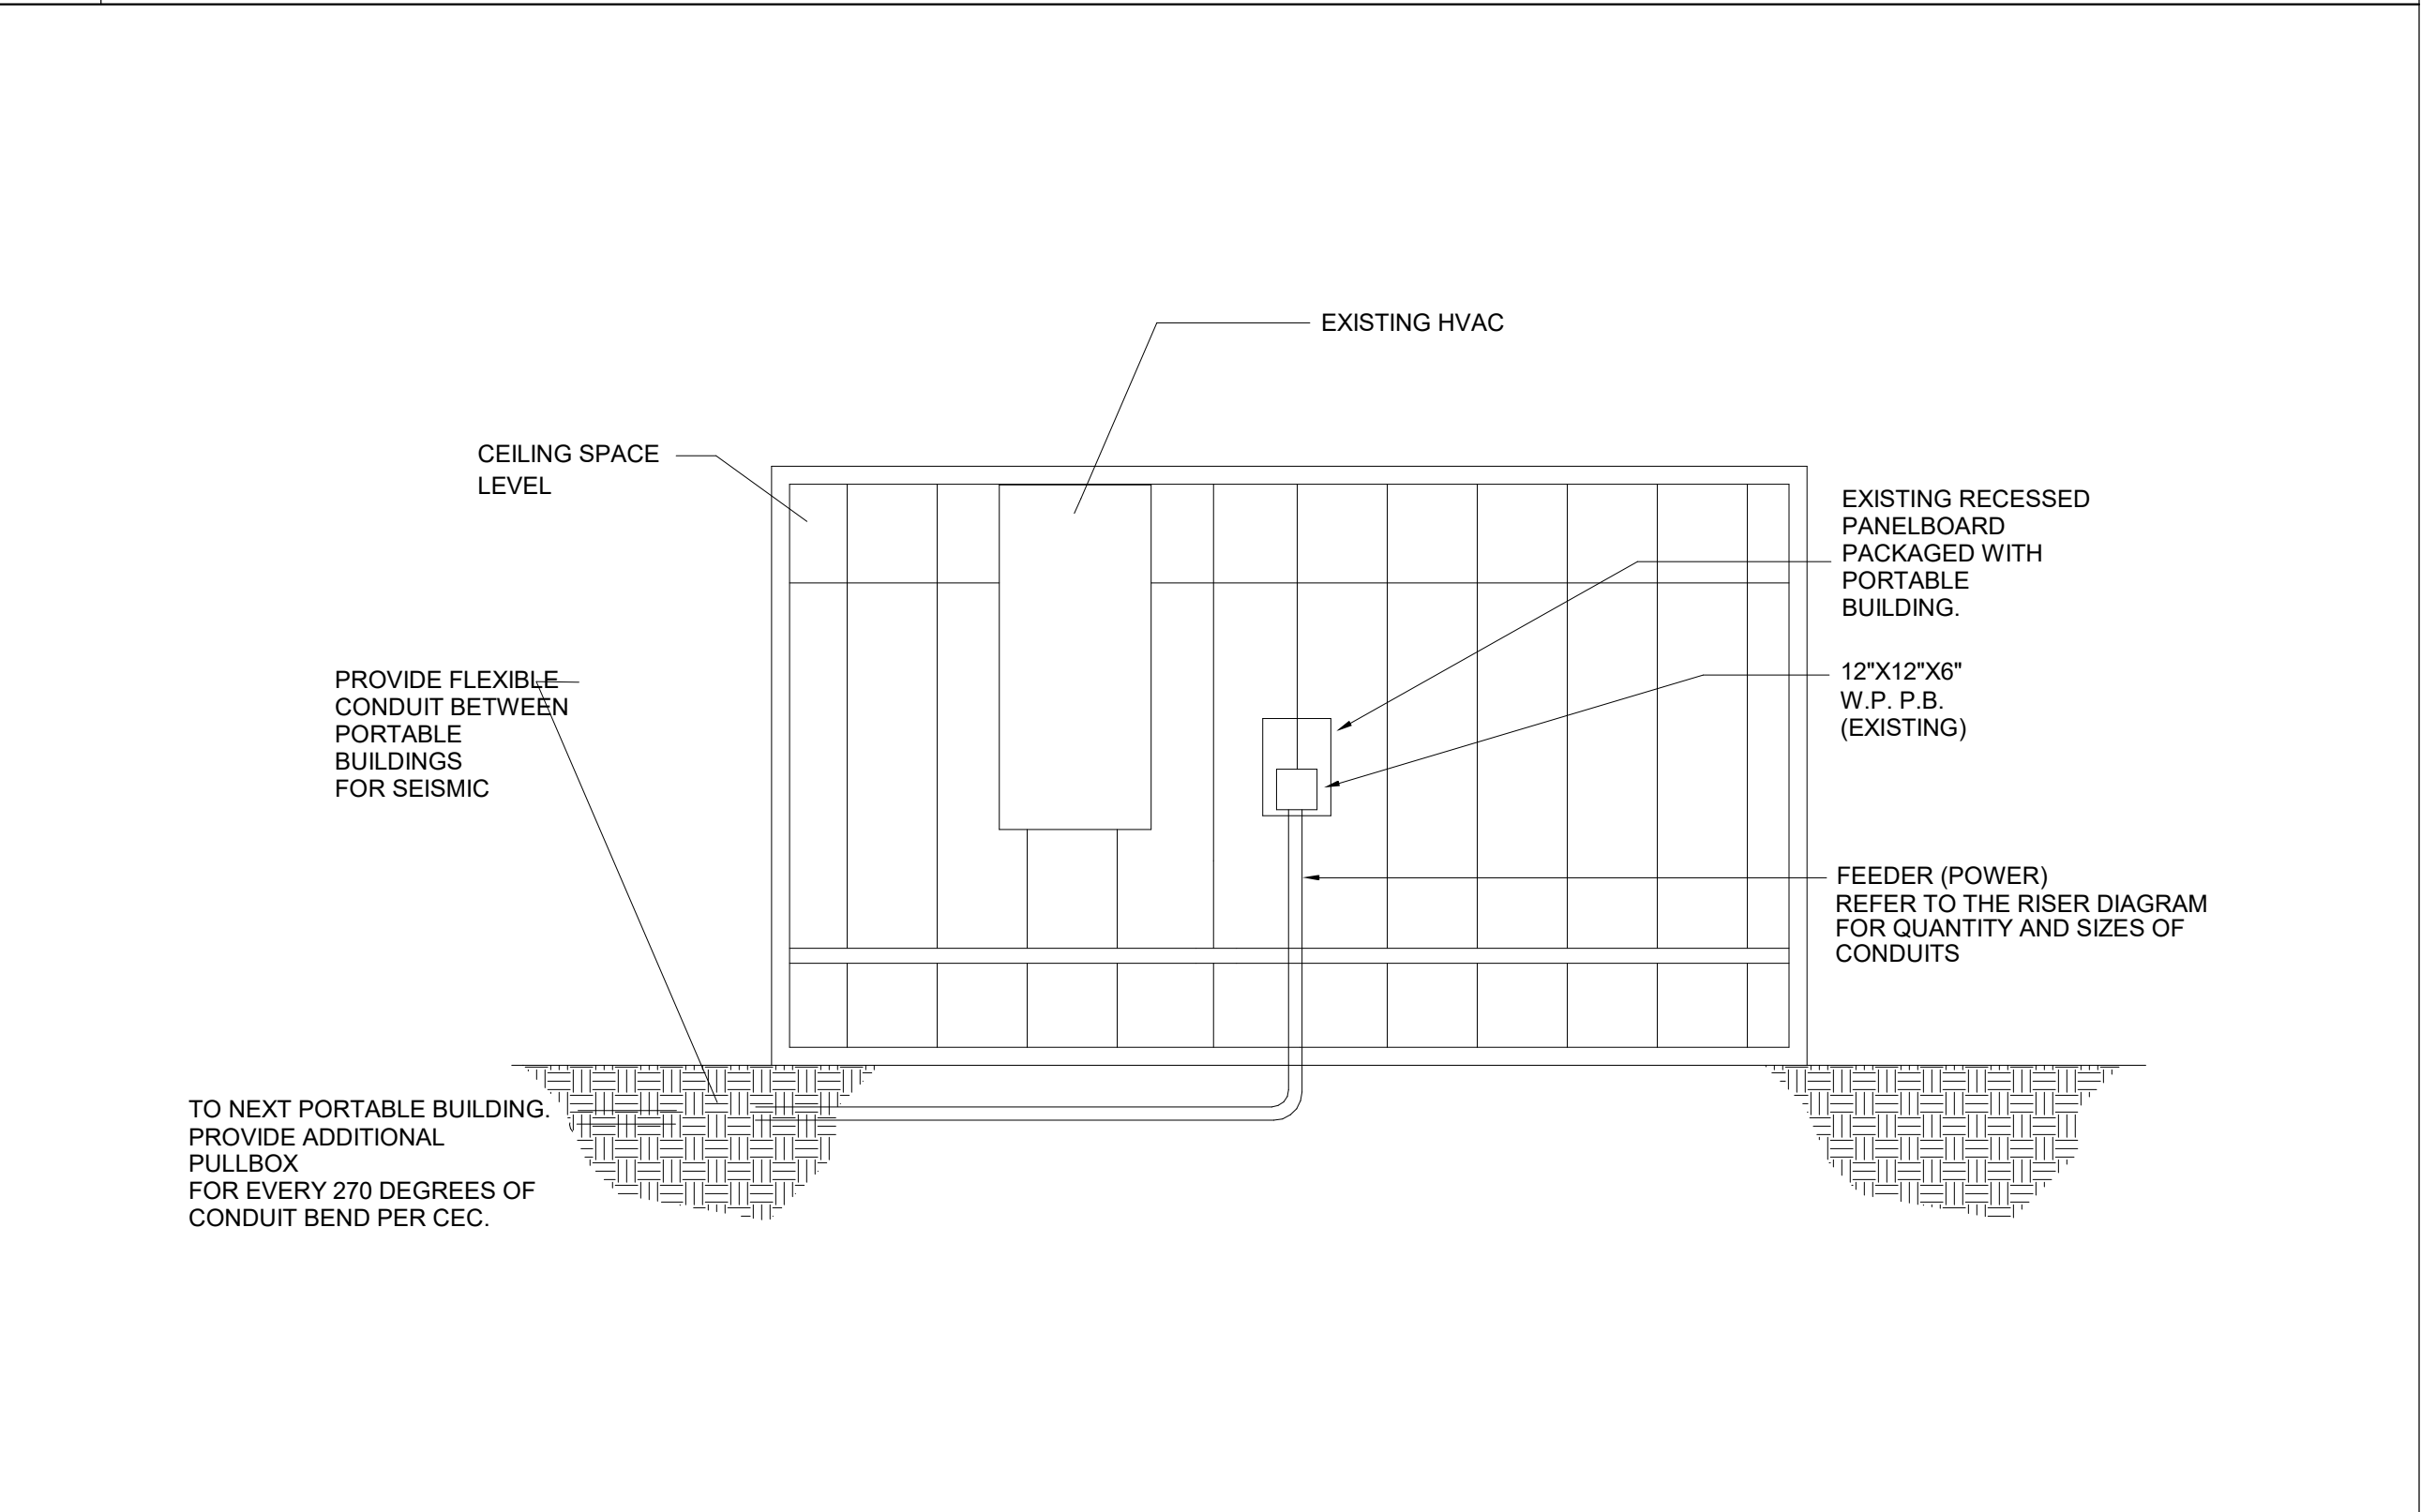 EXISTING HVAC
CEILING SPACE
LEVEL
EXISTING RECESSED
PANELBOARD
PACKAGED WITH
PORTABLE
BUILDING.
12"X12"X6"
W.P. P.B.
(EXISTING)
PROVIDE FLEXIBLE
CONDUIT BETWEEN
PORTABLE
BUILDINGS
FOR SEISMIC
FEEDER (POWER)
REFER TO THE RISER DIAGRAM
FOR QUANTITY AND SIZES OF
CONDUITS
TO NEXT PORTABLE BUILDING.
PROVIDE ADDITIONAL
PULLBOX
FOR EVERY 270 DEGREES OF
CONDUIT BEND PER CEC.